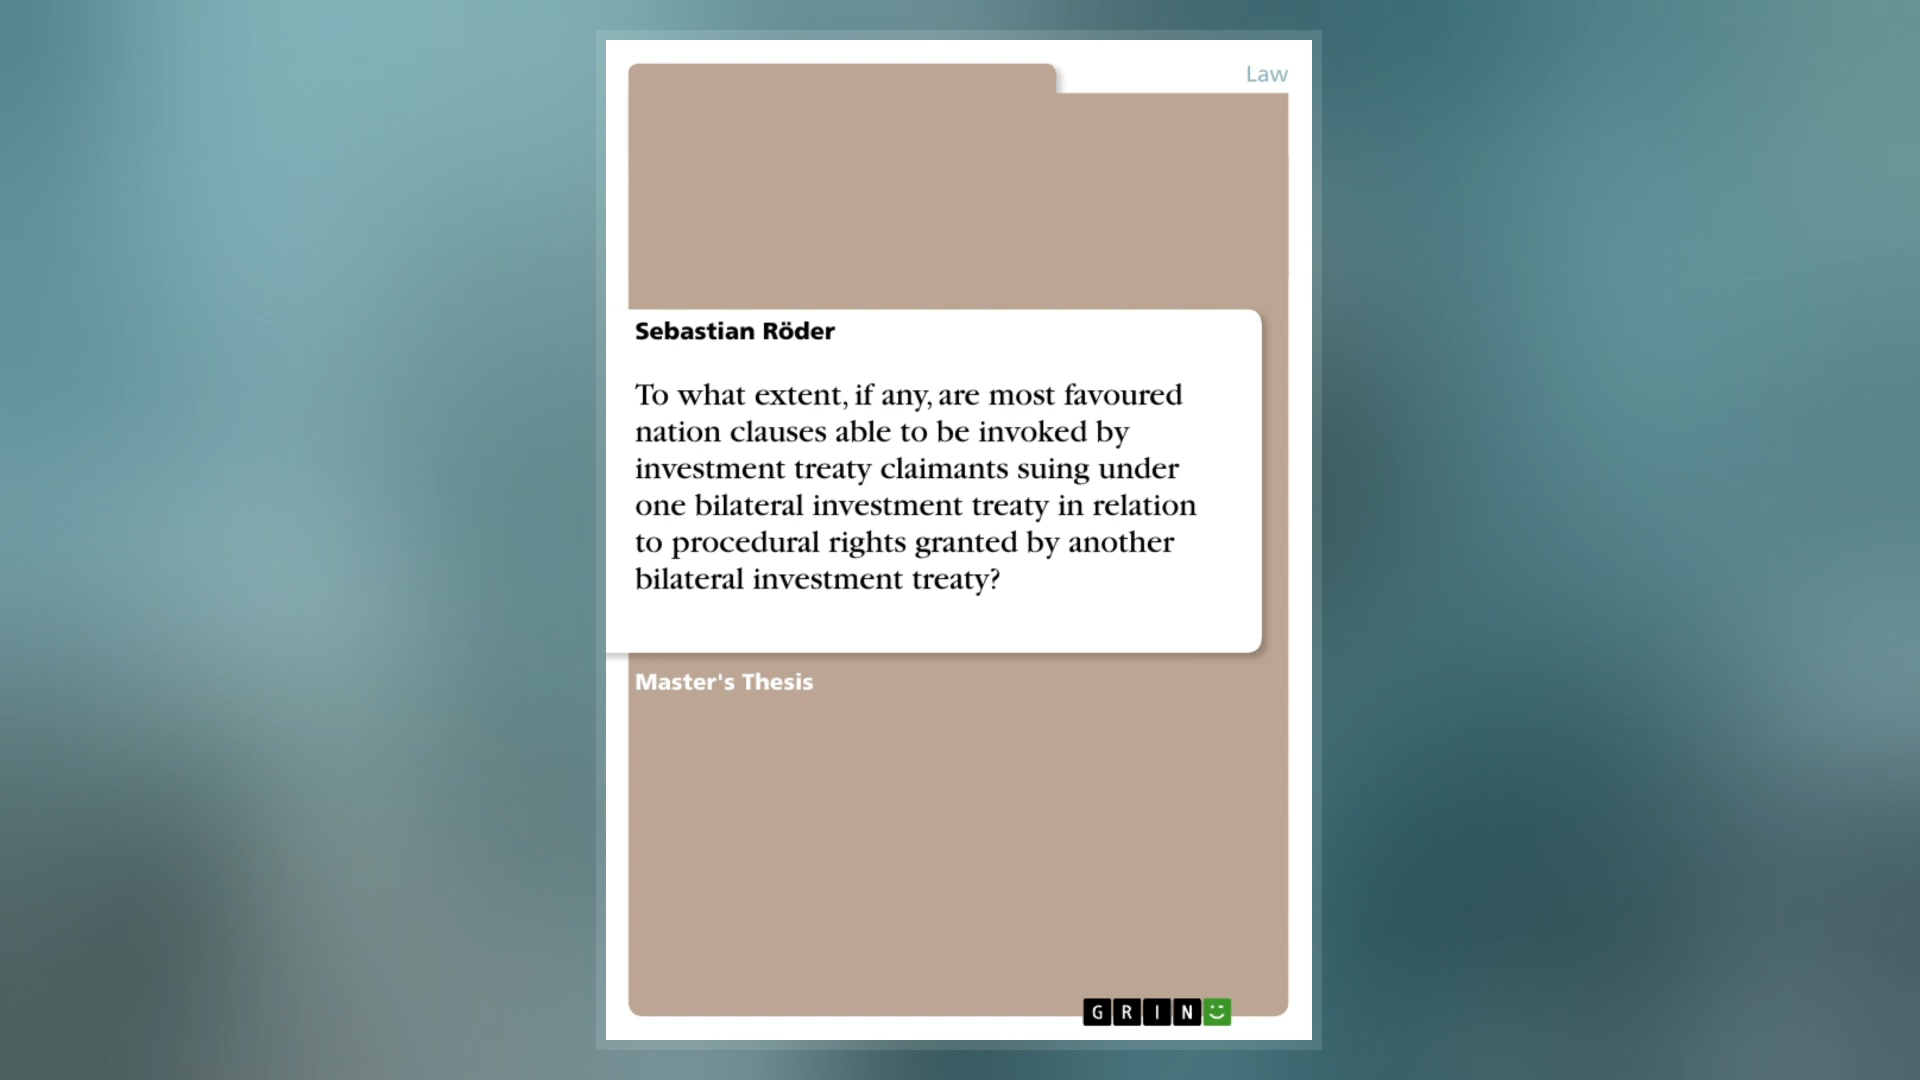 Law
Sebastian Röder
To what extent, if any, are most favoured
nation clauses able to be invoked by
investment treaty claimants suing under
one bilateral investment treaty in relation
to procedural rights granted by another
bilateral investment treaty?
Master's Thesis
GRIN